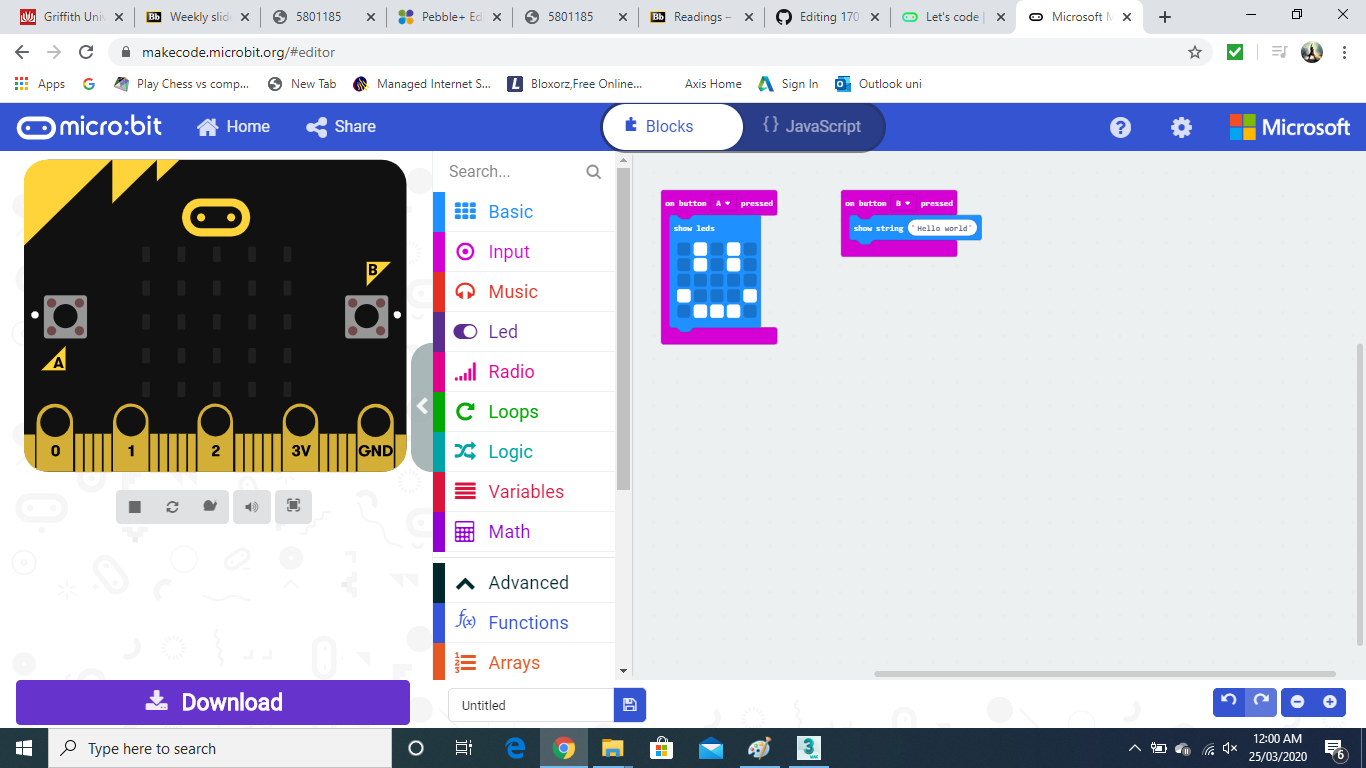 Griffith Univ
Weekly slide
5801185
Pebble+ Ed
5801185
Readings –
Editing 170
Let's code |
Microsoft M
makecode.microbit.org/#editor
Apps
Play Chess vs comp...
New Tab
Managed Internet S...
Bloxorz,Free Online...
Axis Home
Sign In
Outlook uni
micro:bit
Home
Share
Blocks
{} JavaScript
Microsoft
Search...
Basic
Input
Music
Led
Radio
Loops
Logic
Variables
Math
Advanced
Functions
Arrays
B
A
0 1 2 3V GND
on button A pressed
show leds
on button B pressed
show string "Hello world"
Download
Untitled
Type here to search
12:00 AM
25/03/2020
6